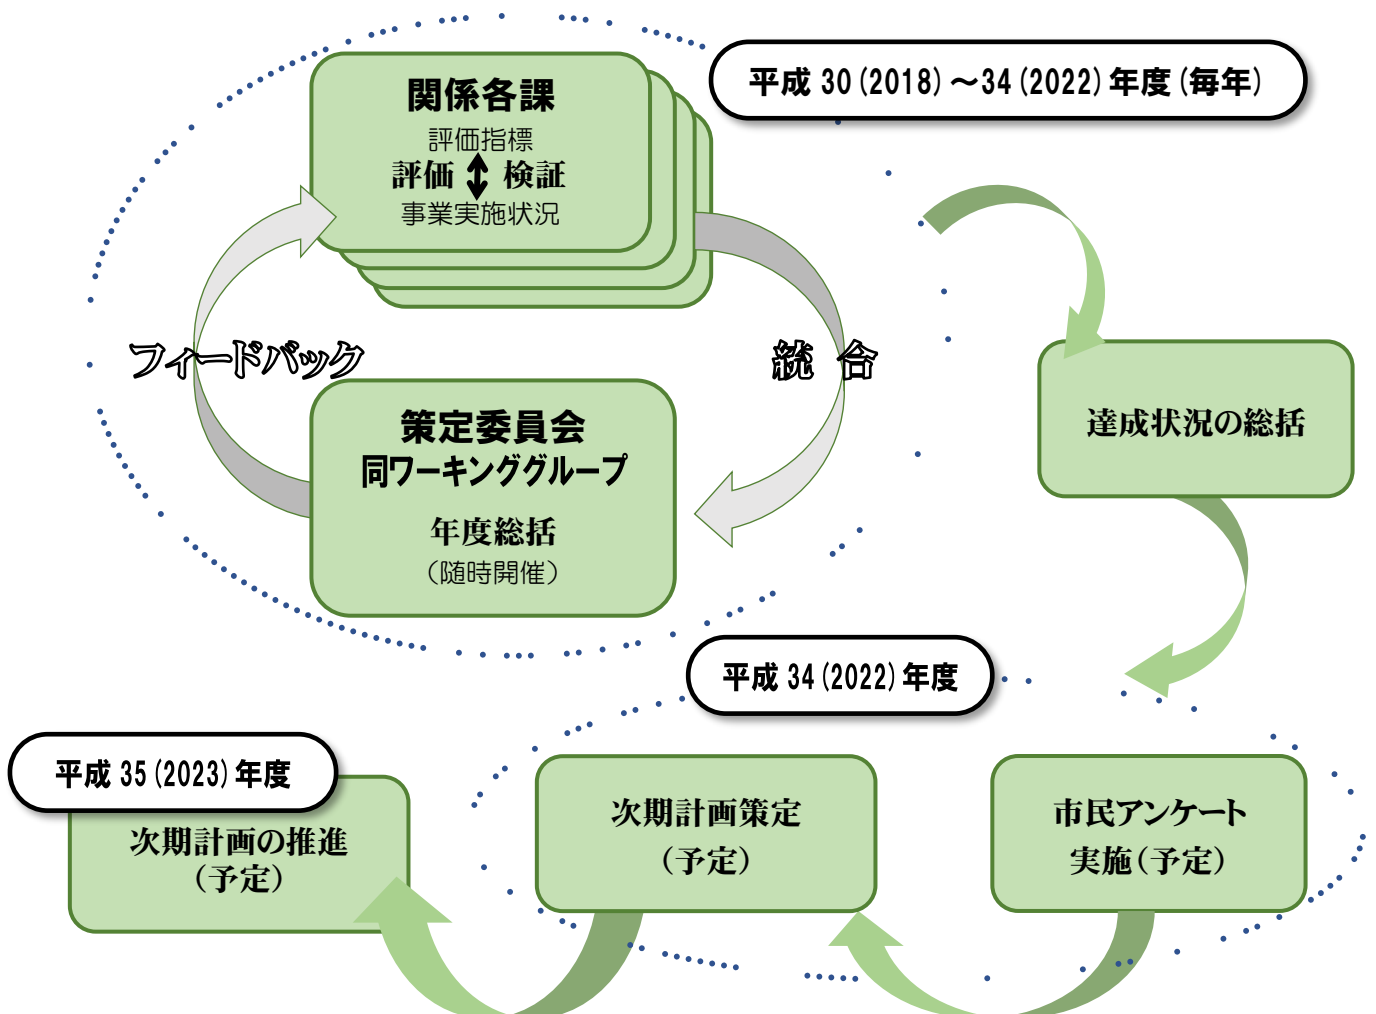 平成 30(2018)～34(2022)年度(毎年)
関係各課
評価指標
評価 検証
事業実施状況
フィードバック
統 合
策定委員会
同ワーキンググループ
年度総括
（随時開催）
達成状況の総括
平成 34(2022)年度
市民アンケート
実施(予定)
次期計画策定
(予定)
平成 35(2023)年度
次期計画の推進
(予定)